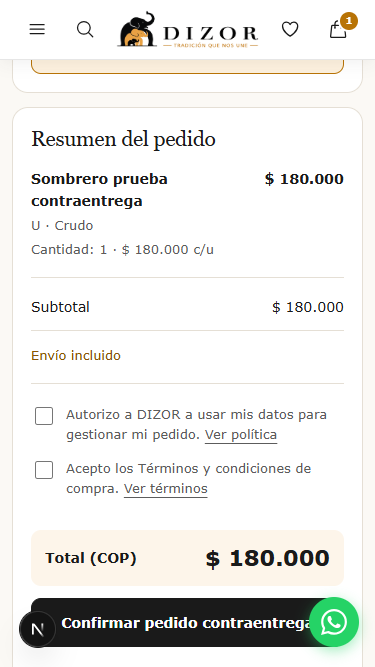 1
DIZOR
TRADICIÓN QUE NOS UNE
Resumen del pedido
Sombrero prueba $ 180.000
contraentrega
U · Crudo
Cantidad: 1 · $ 180.000 c/u
Subtotal $ 180.000
Envío incluido
Autorizo a DIZOR a usar mis datos para
gestionar mi pedido. Ver política
Acepto los Términos y condiciones de
compra. Ver términos
Total (COP) $ 180.000
N
Confirmar pedido contraentrega